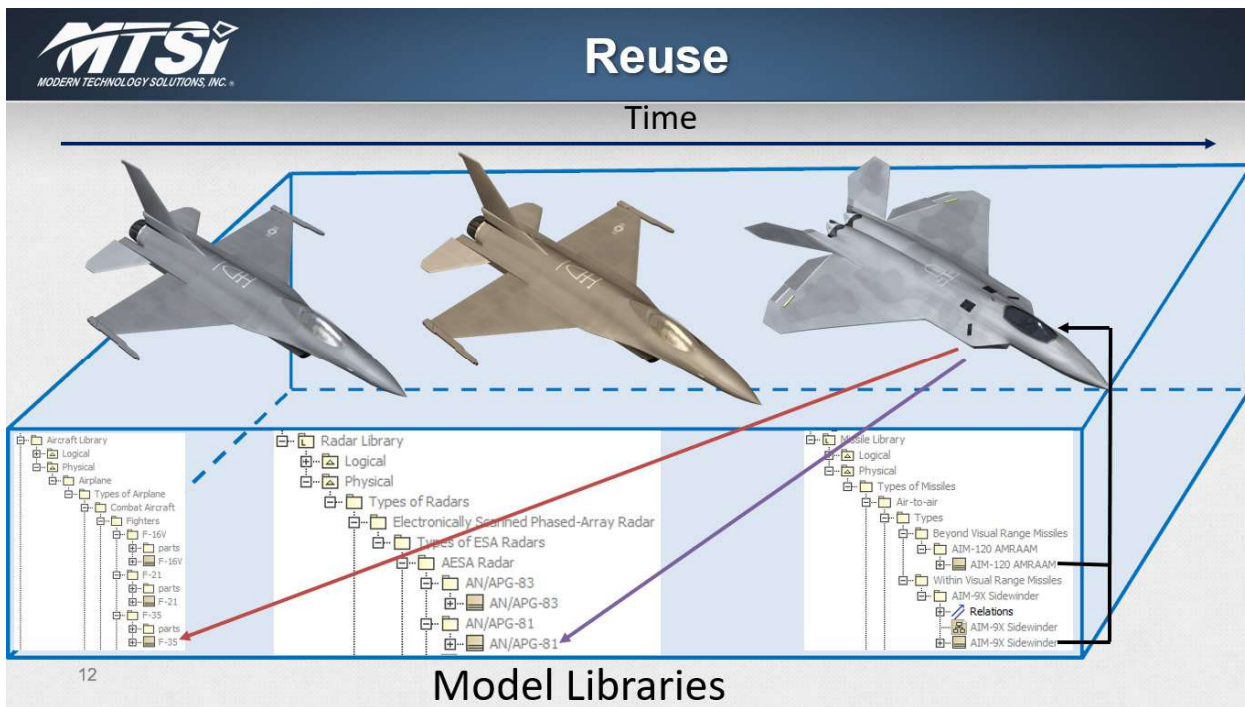 MTSi
MODERN TECHNOLOGY SOLUTIONS, INC. ®
Reuse
Time
Aircraft Library
Logical
Physical
Airplane
Types of Airplane
Combat Aircraft
Fighters
F-16V
parts
F-16V
F-21
parts
F-21
F-35
parts
F-35
Radar Library
Logical
Physical
Types of Radars
Electronically Scanned Phased-Array Radar
Types of ESA Radars
AESA Radar
AN/APG-83
AN/APG-83
AN/APG-81
AN/APG-81
Missile Library
Logical
Physical
Types of Missiles
Air-to-air
Types
Beyond Visual Range Missiles
AIM-120 AMRAAM
AIM-120 AMRAAM
Within Visual Range Missiles
AIM-9X Sidewinder
Relations
AIM-9X Sidewinder
AIM-9X Sidewinder
12
Model Libraries